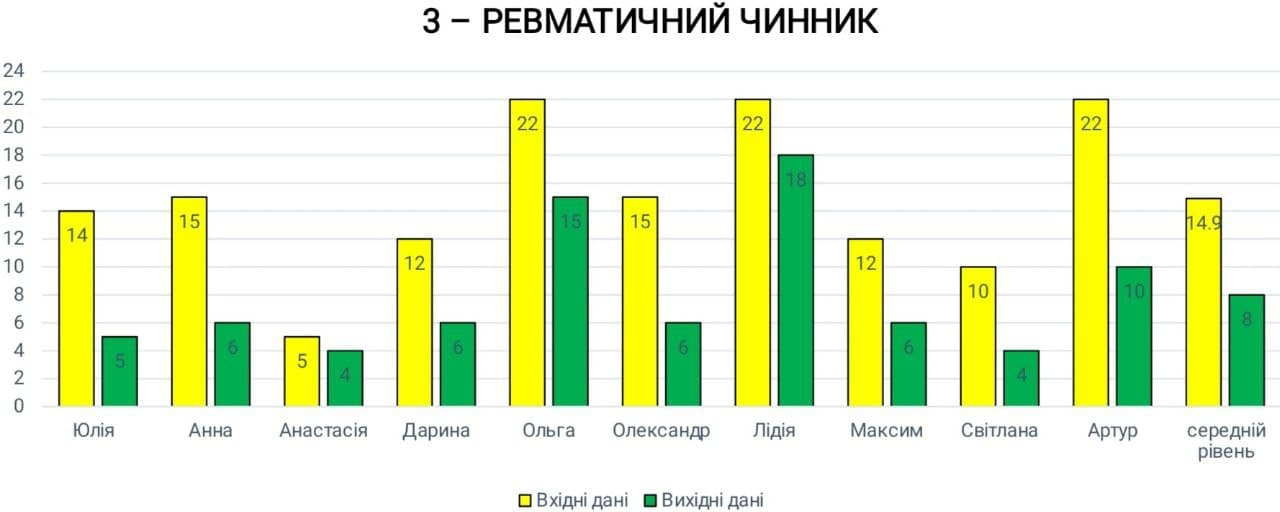 3 – РЕВМАТИЧНИЙ ЧИННИК
24
22
20
18
16
14
12
10
8
6
4
2
0
14
5
15
6
5
4
12
6
22
15
15
6
22
18
12
6
10
4
22
10
14.9
8
Юлія
Анна
Анастасія
Дарина
Ольга
Олександр
Лідія
Максим
Світлана
Артур
середній
рівень
Вхідні дані
Вихідні дані